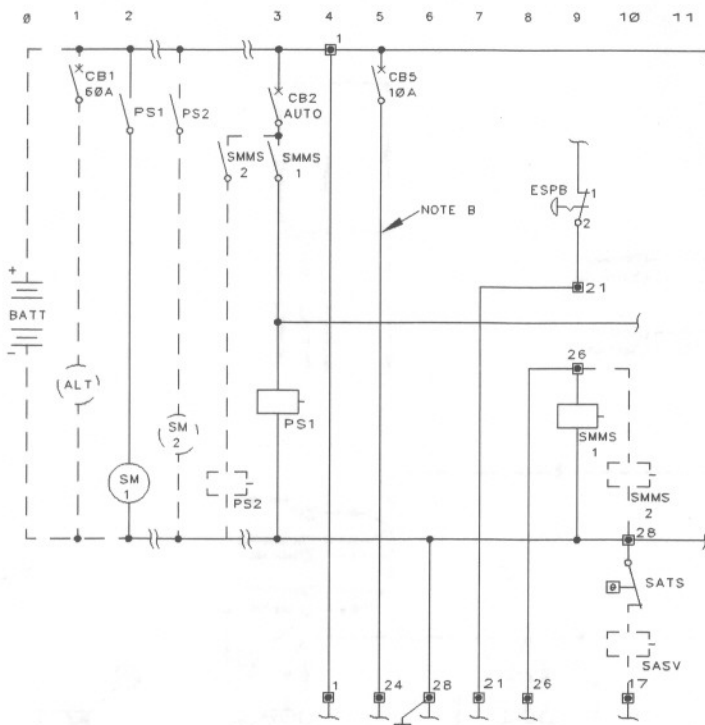 0 1 2 3 4 5 6 7 8 9 10 11
1
CB1
60A
PS1
PS2
CB2
AUTO
CB5
10A
SMMS
2
SMMS
1
ESPB
1
2
NOTE B
21
+
BATT
-
26
(ALT)
PS1
SMMS
1
SM
2
SM
1
PS2
SMMS
2
28
SATS
θ
SASV
1
24
28
21
26
17